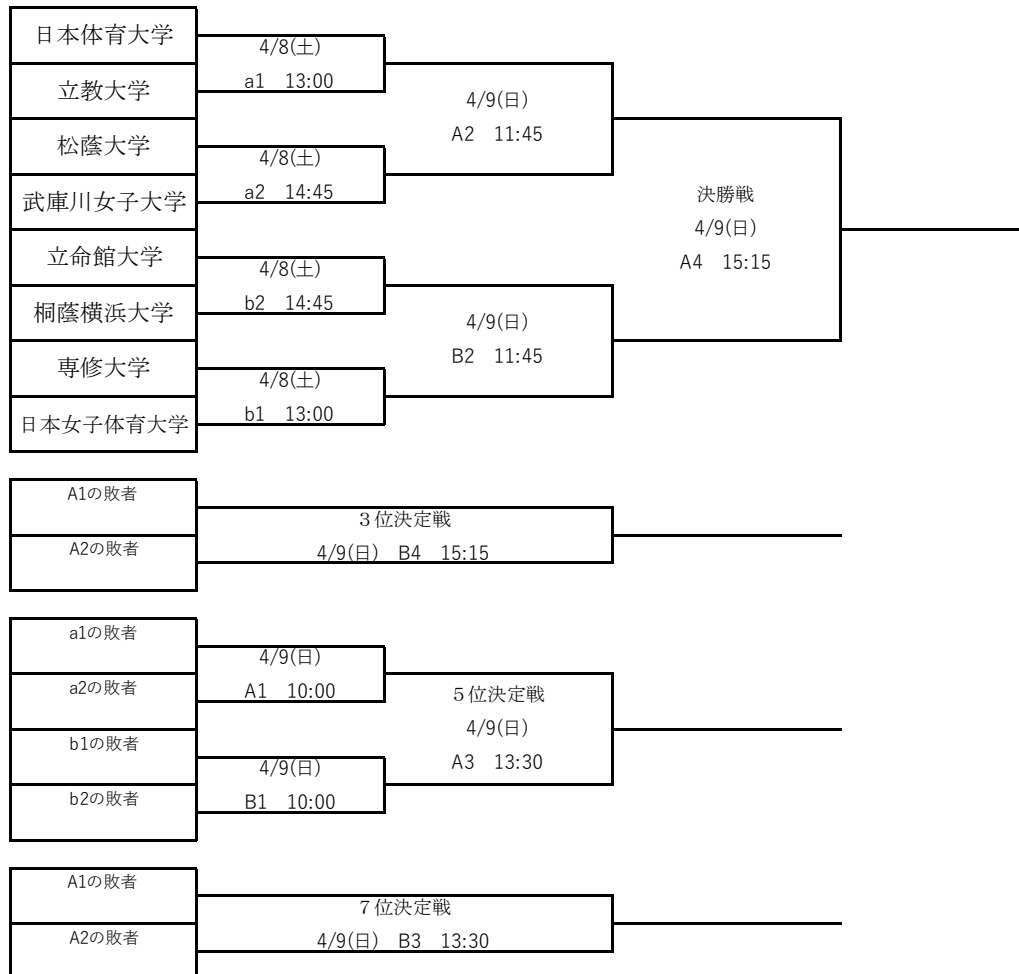 日本体育大学
4/8(土)
a1 13:00
立教大学
4/9(日)
A2 11:45
松蔭大学
4/8(土)
a2 14:45
武庫川女子大学
決勝戦
4/9(日)
A4 15:15
立命館大学
4/8(土)
b2 14:45
桐蔭横浜大学
4/9(日)
B2 11:45
専修大学
4/8(土)
b1 13:00
日本女子体育大学
A1の敗者
3位決定戦
A2の敗者
4/9(日) B4 15:15
a1の敗者
4/9(日)
A1 10:00
a2の敗者
5位決定戦
4/9(日)
A3 13:30
b1の敗者
4/9(日)
B1 10:00
b2の敗者
A1の敗者
7位決定戦
A2の敗者
4/9(日) B3 13:30